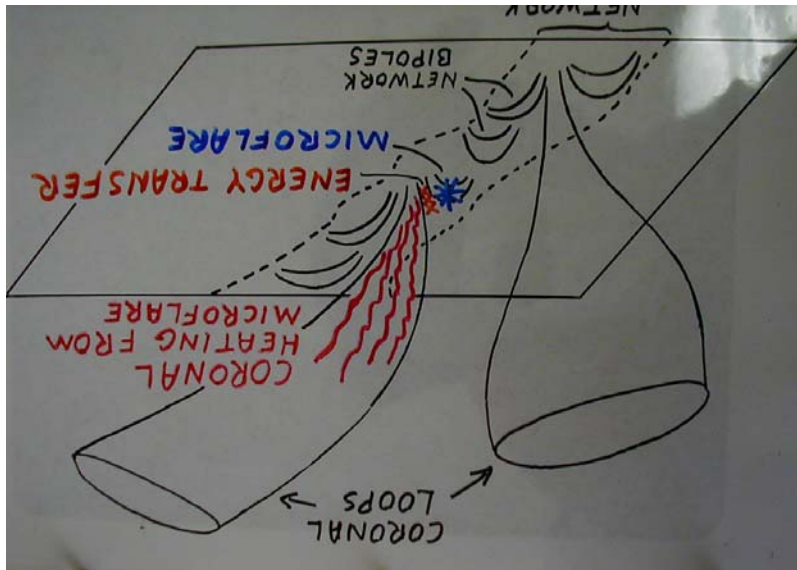 CORONAL
LOOPS
CORONAL
HEATING FROM
MICROFLARE
ENERGY TRANSFER
MICROFLARE
NETWORK
BIPOLES
NETWORK